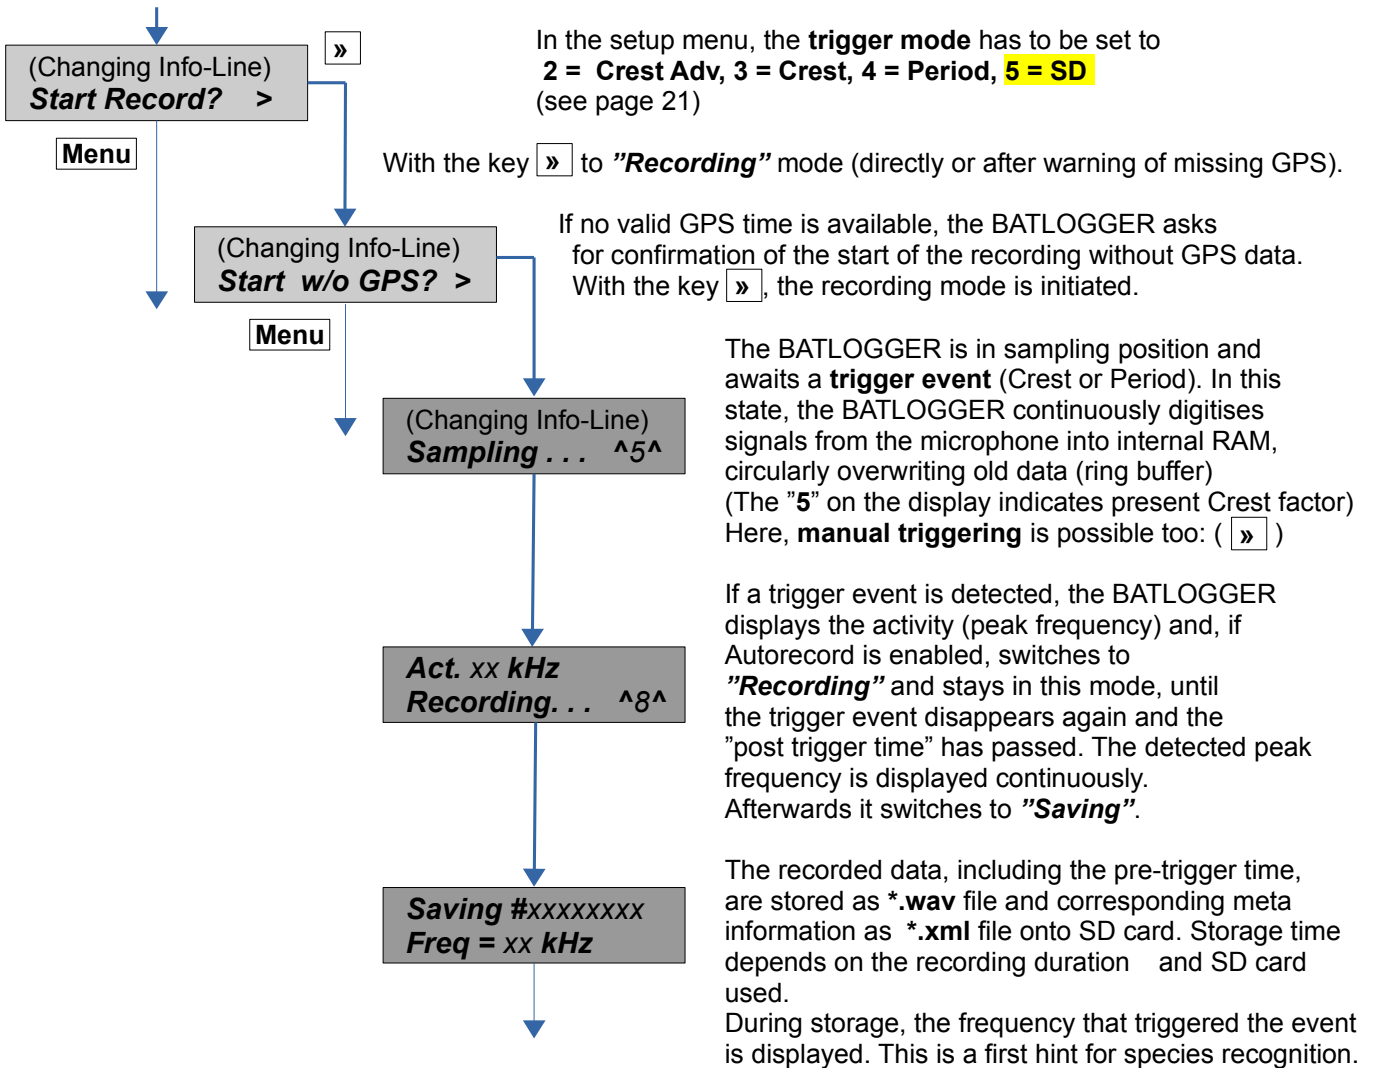 (Changing Info-Line)
Start Record? >
»
Menu
In the setup menu, the trigger mode has to be set to
2 = Crest Adv, 3 = Crest, 4 = Period, 5 = SD
(see page 21)
With the key » to ”Recording” mode (directly or after warning of missing GPS).
(Changing Info-Line)
Start w/o GPS? >
Menu
If no valid GPS time is available, the BATLOGGER asks
for confirmation of the start of the recording without GPS data.
With the key », the recording mode is initiated.
(Changing Info-Line)
Sampling . . . ^5^
The BATLOGGER is in sampling position and
awaits a trigger event (Crest or Period). In this
state, the BATLOGGER continuously digitises
signals from the microphone into internal RAM,
circularly overwriting old data (ring buffer)
(The ”5” on the display indicates present Crest factor)
Here, manual triggering is possible too: ( » )
Act. xx kHz
Recording. . . ^8^
If a trigger event is detected, the BATLOGGER
displays the activity (peak frequency) and, if
Autorecord is enabled, switches to
”Recording” and stays in this mode, until
the trigger event disappears again and the
”post trigger time” has passed. The detected peak
frequency is displayed continuously.
Afterwards it switches to ”Saving”.
Saving #xxxxxxxx
Freq = xx kHz
The recorded data, including the pre-trigger time,
are stored as *.wav file and corresponding meta
information as *.xml file onto SD card. Storage time
depends on the recording duration and SD card
used.
During storage, the frequency that triggered the event
is displayed. This is a first hint for species recognition.